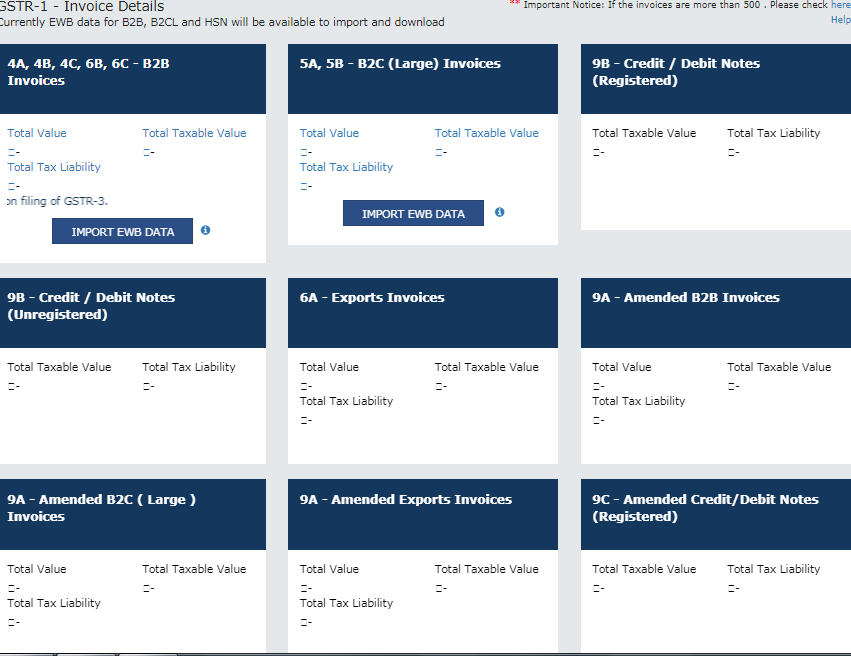 GSTR-1 - Invoice Details
** Important Notice: If the invoices are more than 500 . Please check here
Currently EWB data for B2B, B2CL and HSN will be available to import and download
Help
4A, 4B, 4C, 6B, 6C - B2B
Invoices
Total Value Total Taxable Value
-
-
Total Tax Liability
-
on filing of GSTR-3.
IMPORT EWB DATA
5A, 5B - B2C (Large) Invoices
Total Value Total Taxable Value
-
-
Total Tax Liability
-
IMPORT EWB DATA
9B - Credit / Debit Notes
(Registered)
Total Taxable Value Total Tax Liability
-
-
9B - Credit / Debit Notes
(Unregistered)
Total Taxable Value Total Tax Liability
-
-
6A - Exports Invoices
Total Value Total Taxable Value
-
-
Total Tax Liability
-
9A - Amended B2B Invoices
Total Value Total Taxable Value
-
-
Total Tax Liability
-
9A - Amended B2C ( Large )
Invoices
Total Value Total Taxable Value
-
-
Total Tax Liability
-
9A - Amended Exports Invoices
Total Value Total Taxable Value
-
-
Total Tax Liability
-
9C - Amended Credit/Debit Notes
(Registered)
Total Taxable Value Total Tax Liability
-
-